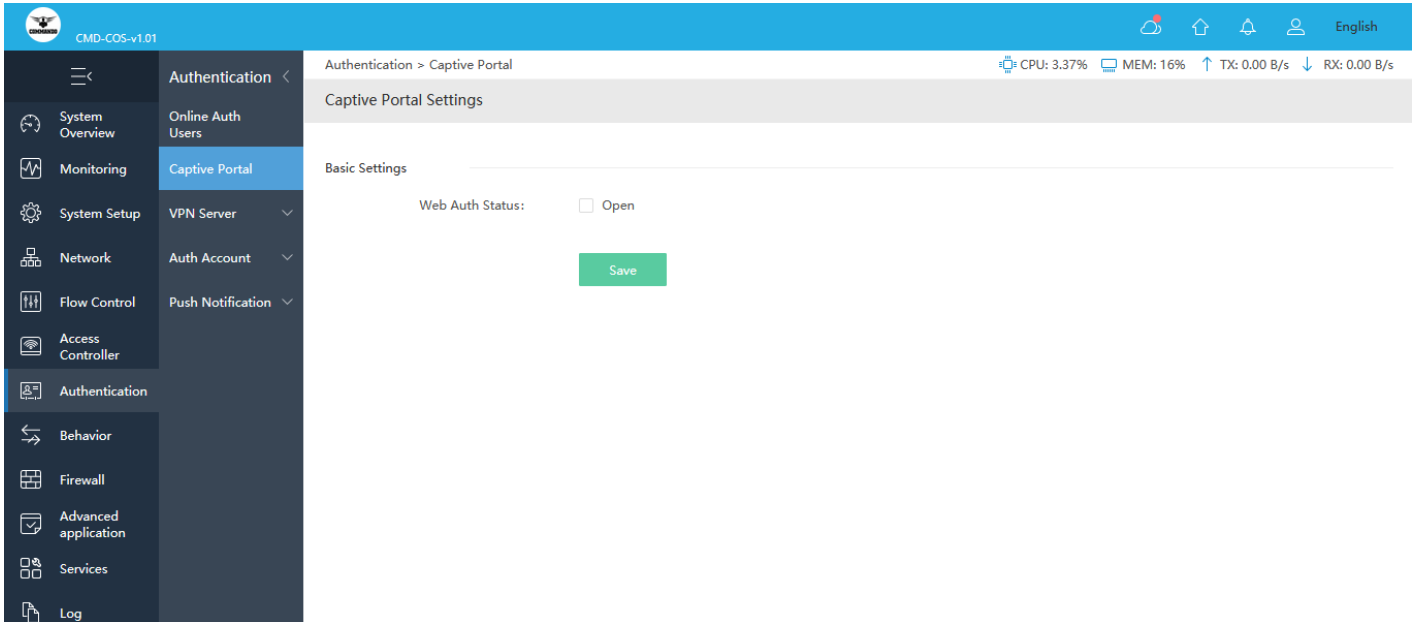 COMMANDO
CMD-COS-v1.01
English
Authentication
Authentication > Captive Portal
CPU: 3.37%
MEM: 16%
TX: 0.00 B/s
RX: 0.00 B/s
Captive Portal Settings
System
Overview
Monitoring
System Setup
Network
Flow Control
Access
Controller
Authentication
Behavior
Firewall
Advanced
application
Services
Log
Online Auth
Users
Captive Portal
VPN Server
Auth Account
Push Notification
Basic Settings
Web Auth Status:
Open
Save